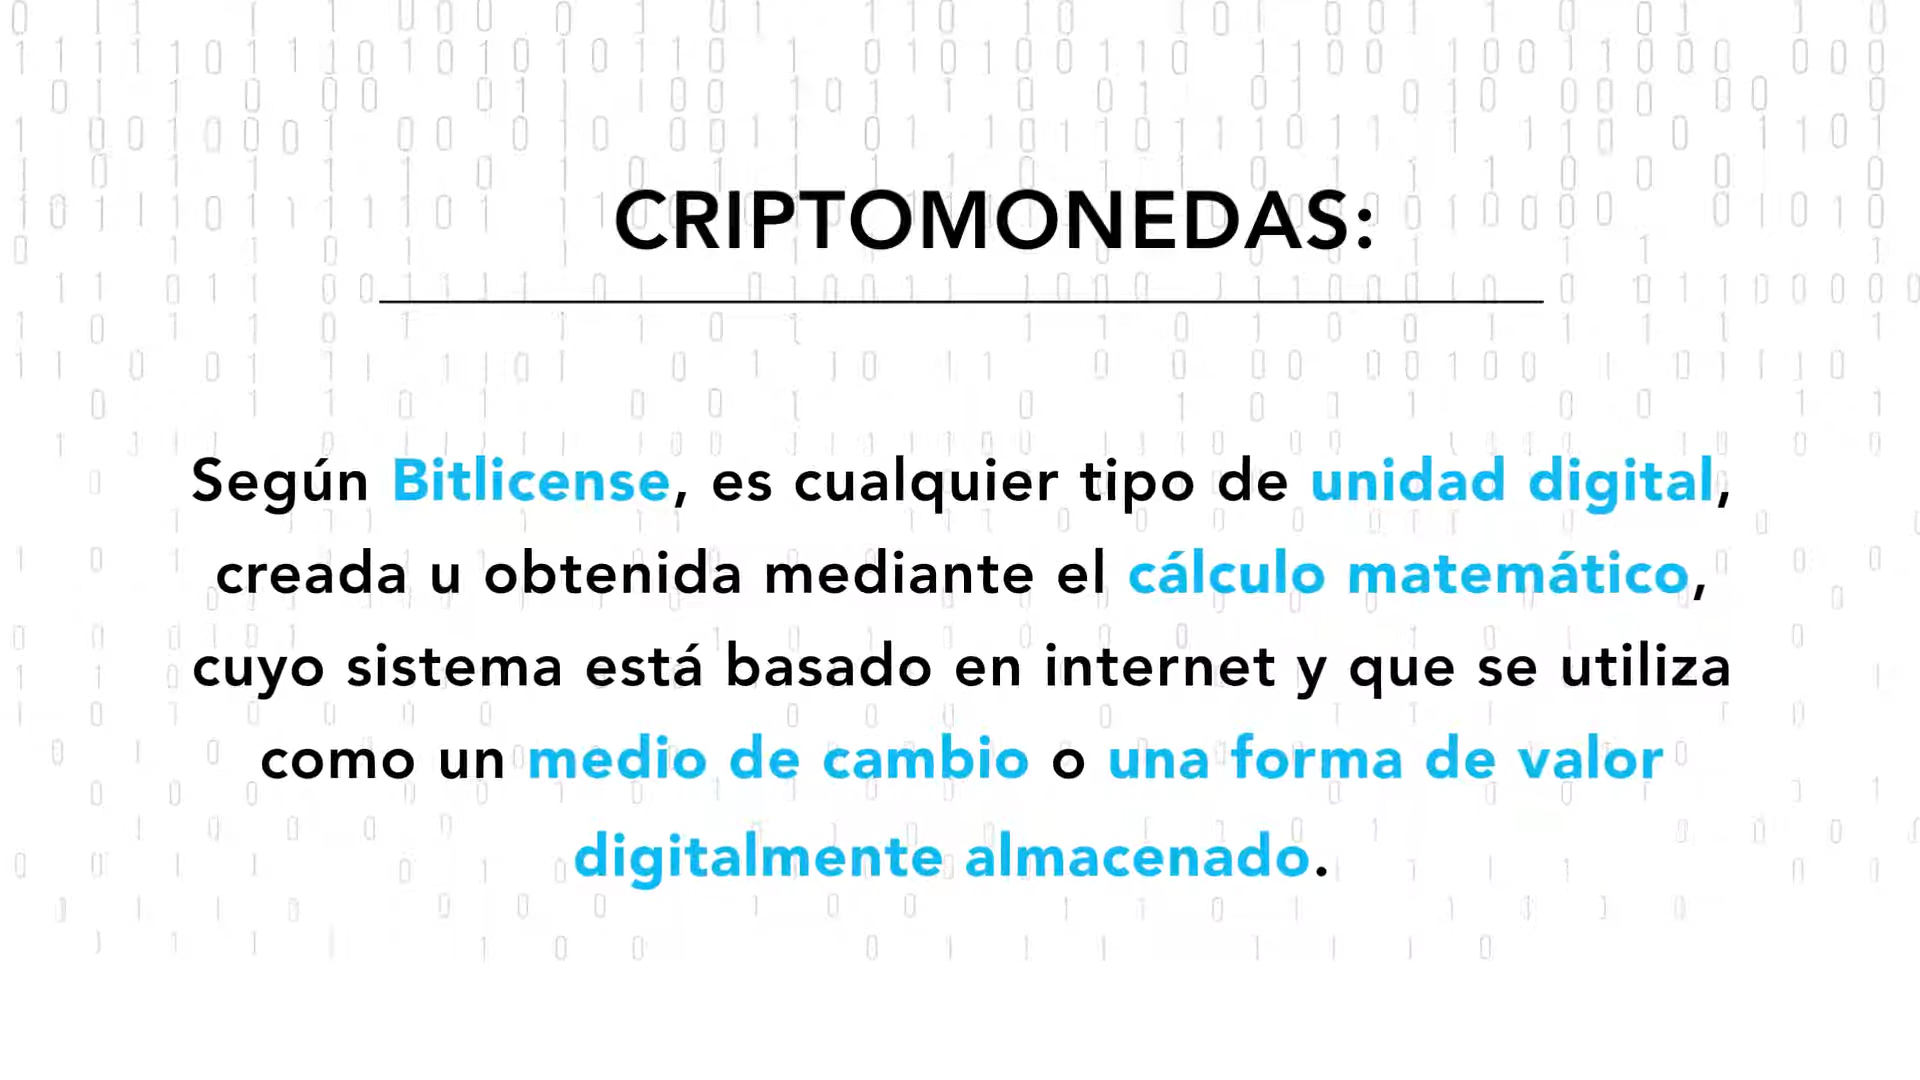 CRIPTOMONEDAS:
Según Bitlicense, es cualquier tipo de unidad digital,
creada u obtenida mediante el cálculo matemático,
cuyo sistema está basado en internet y que se utiliza
como un medio de cambio o una forma de valor
digitalmente almacenado.